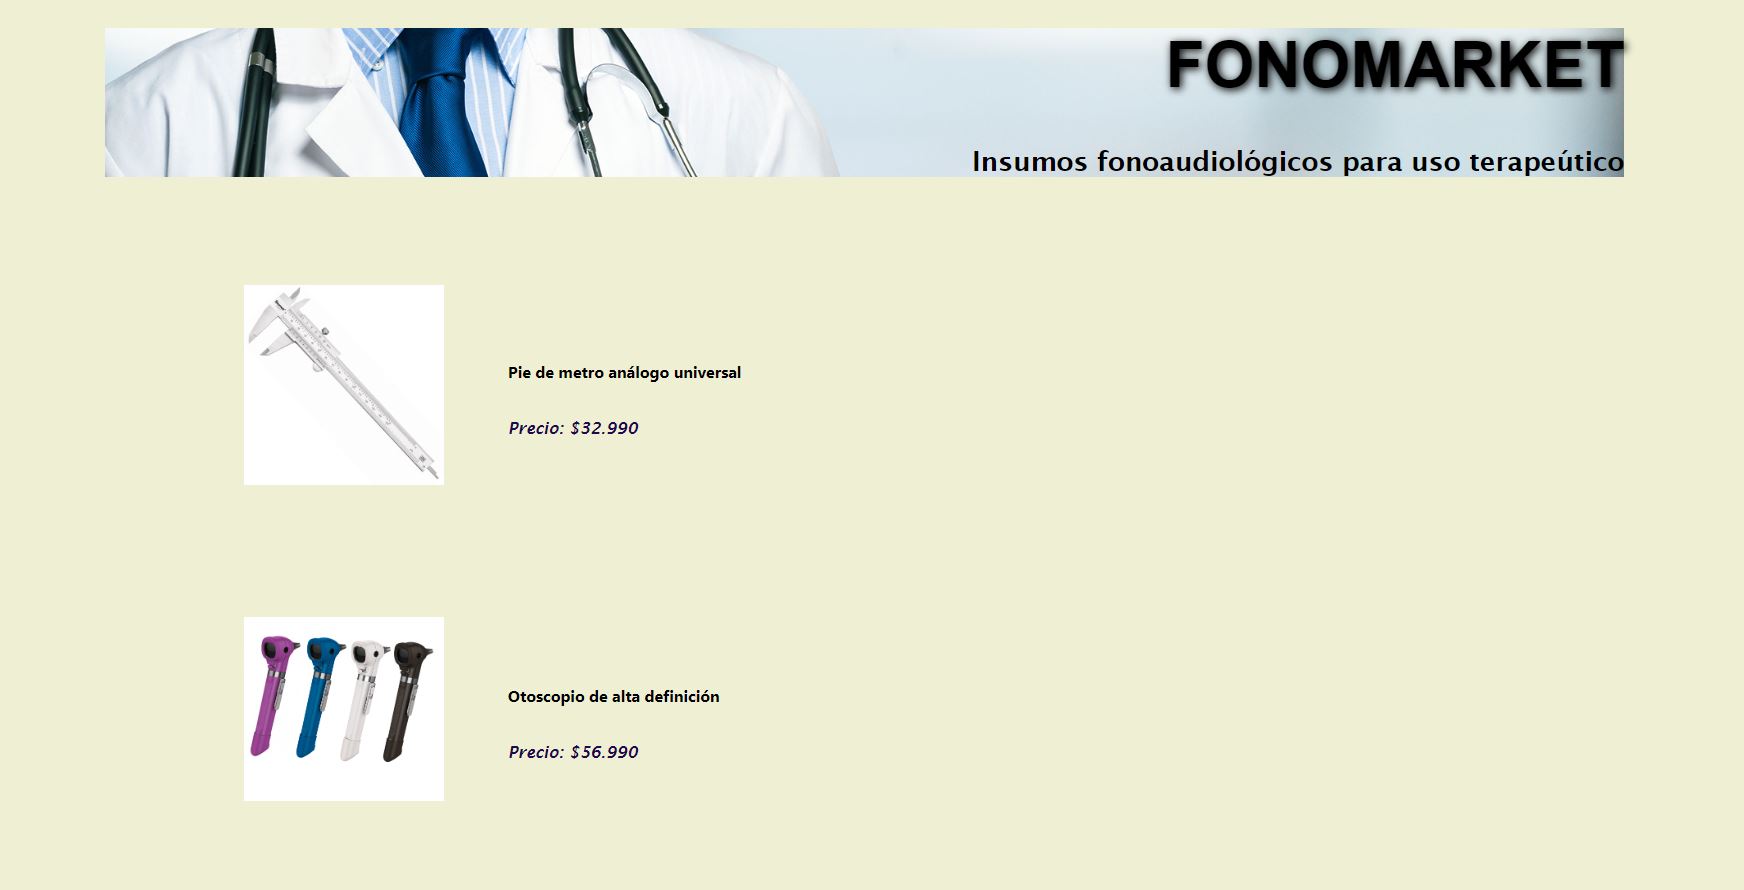 FONOMARKET
Insumos fonoaudiológicos para uso terapeútico
Pie de metro análogo universal
Precio: $32.990
Otoscopio de alta definición
Precio: $56.990